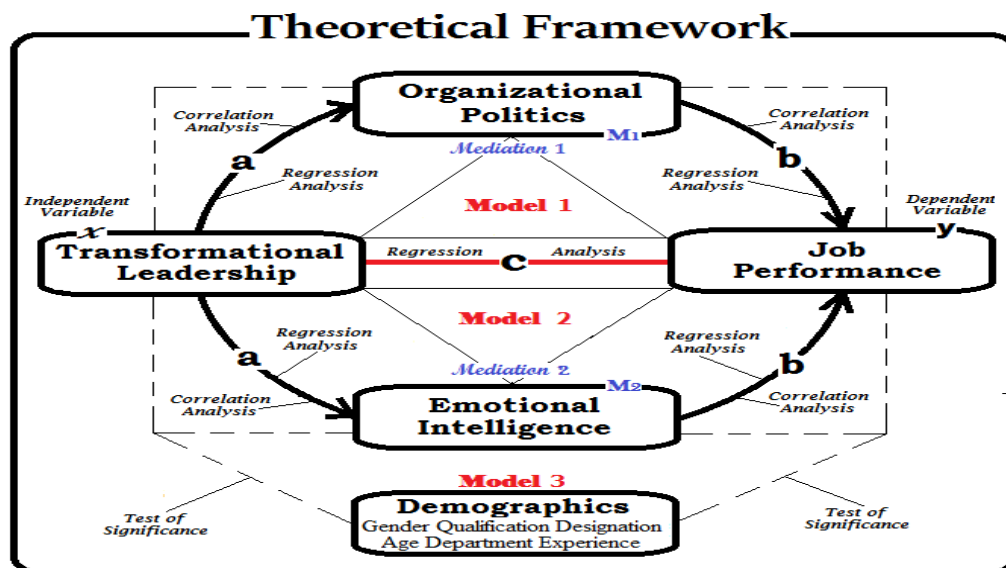 Theoretical Framework
Organizational
Politics
M1
Correlation
Analysis
Correlation
Analysis
Mediation 1
a
b
Regression
Analysis
Regression
Analysis
Independent
Variable
x
Model 1
Dependent
Variable
y
Transformational
Leadership
Regression C Analysis
Job
Performance
Model 2
a
Regression
Analysis
Regression
Analysis
b
Mediation 2
M2
Correlation
Analysis
Emotional
Intelligence
Correlation
Analysis
Model 3
Demographics
Gender Qualification Designation
Age Department Experience
Test of
Significance
Test of
Significance